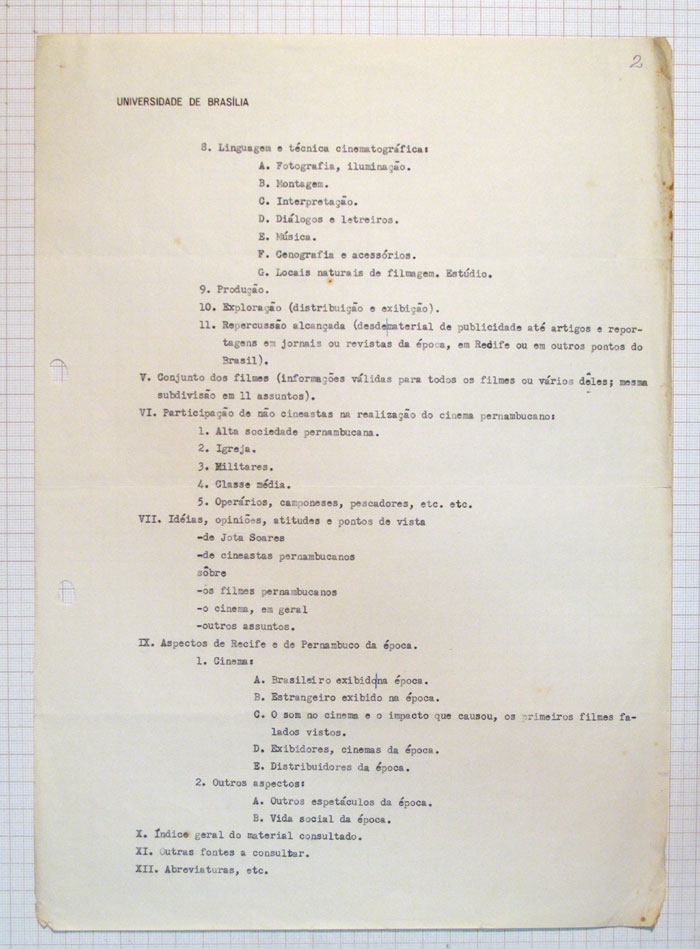 2
UNIVERSIDADE DE BRASÍLIA
8. Linguagem e técnica cinematográfica:
A. Fotografia, iluminação.
B. Montagem.
C. Interpretação.
D. Diálogos e letreiros.
E. Música.
F. Cenografia e acessórios.
G. Locais naturais de filmagem. Estúdio.
9. Produção.
10. Exploração (distribuição e exibição).
11. Repercussão alcançada (desde|material de publicidade até artigos e repor-
tagens em jornais ou revistas da época, em Recife ou em outros pontos do
Brasil).
V. Conjunto dos filmes (informações válidas para todos os filmes ou vários dêles; mesma
subdivisão em 11 assuntos).
VI. Participação de não cineastas na realização do cinema pernambucano:
1. Alta sociedade pernambucana.
2. Igreja.
3. Militares.
4. Classe média.
5. Operários, camponeses, pescadores, etc. etc.
VII. Idéias, opiniões, atitudes e pontos de vista
-de Jota Soares
-de cineastas pernambucanos
sôbre
-os filmes pernambucanos
-o cinema, em geral
-outros assuntos.
IX. Aspectos de Recife e de Pernambuco da época.
1. Cinema:
A. Brasileiro exibido|na época.
B. Estrangeiro exibido na época.
C. O som no cinema e o impacto que causou, os primeiros filmes fa-
lados vistos.
D. Exibidores, cinemas da época.
E. Distribuidores da época.
2. Outros aspectos:
A. Outros espetáculos da época.
B. Vida social da época.
X. Índice geral do material consultado.
XI. Outras fontes a consultar.
XII. Abreviaturas, etc.